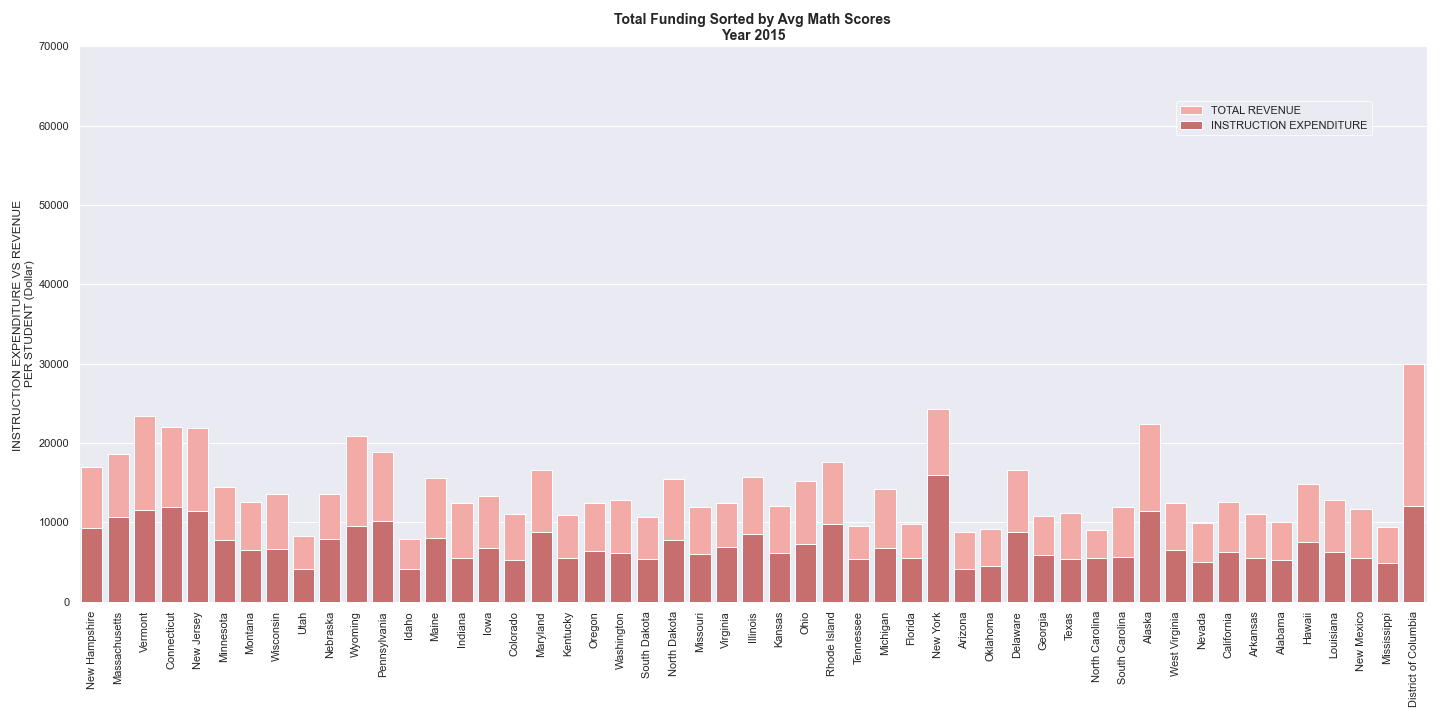 Total Funding Sorted by Avg Math Scores
Year 2015
INSTRUCTION EXPENDITURE VS REVENUE
PER STUDENT (Dollar)
70000
60000
50000
40000
30000
20000
10000
0
TOTAL REVENUE
INSTRUCTION EXPENDITURE
New Hampshire
Massachusetts
Vermont
Connecticut
New Jersey
Minnesota
Montana
Wisconsin
Utah
Nebraska
Wyoming
Pennsylvania
Idaho
Maine
Indiana
Iowa
Colorado
Maryland
Kentucky
Oregon
Washington
South Dakota
North Dakota
Missouri
Virginia
Illinois
Kansas
Ohio
Rhode Island
Tennessee
Michigan
Florida
New York
Arizona
Oklahoma
Delaware
Georgia
Texas
North Carolina
South Carolina
Alaska
West Virginia
Nevada
California
Arkansas
Alabama
Hawaii
Louisiana
New Mexico
Mississippi
District of Columbia